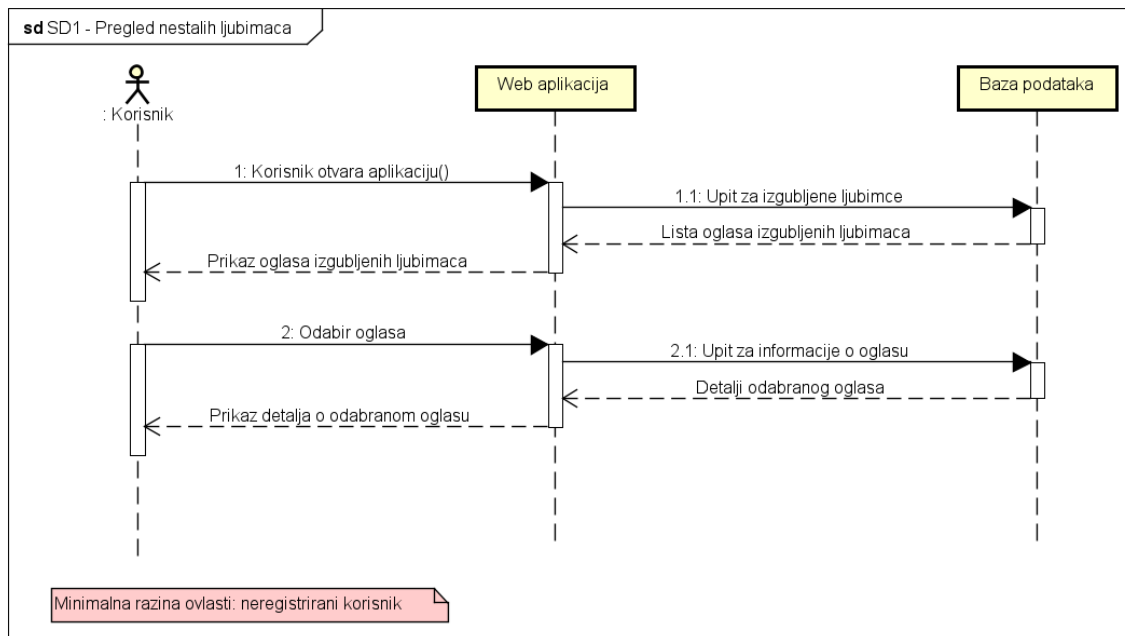 sd SD1 - Pregled nestalih ljubimaca
: Korisnik
Web aplikacija
Baza podataka
1: Korisnik otvara aplikaciju()
1.1: Upit za izgubljene ljubimce
Lista oglasa izgubljenih ljubimaca
Prikaz oglasa izgubljenih ljubimaca
2: Odabir oglasa
2.1: Upit za informacije o oglasu
Detalji odabranog oglasa
Prikaz detalja o odabranom oglasu
Minimalna razina ovlasti: neregistrirani korisnik